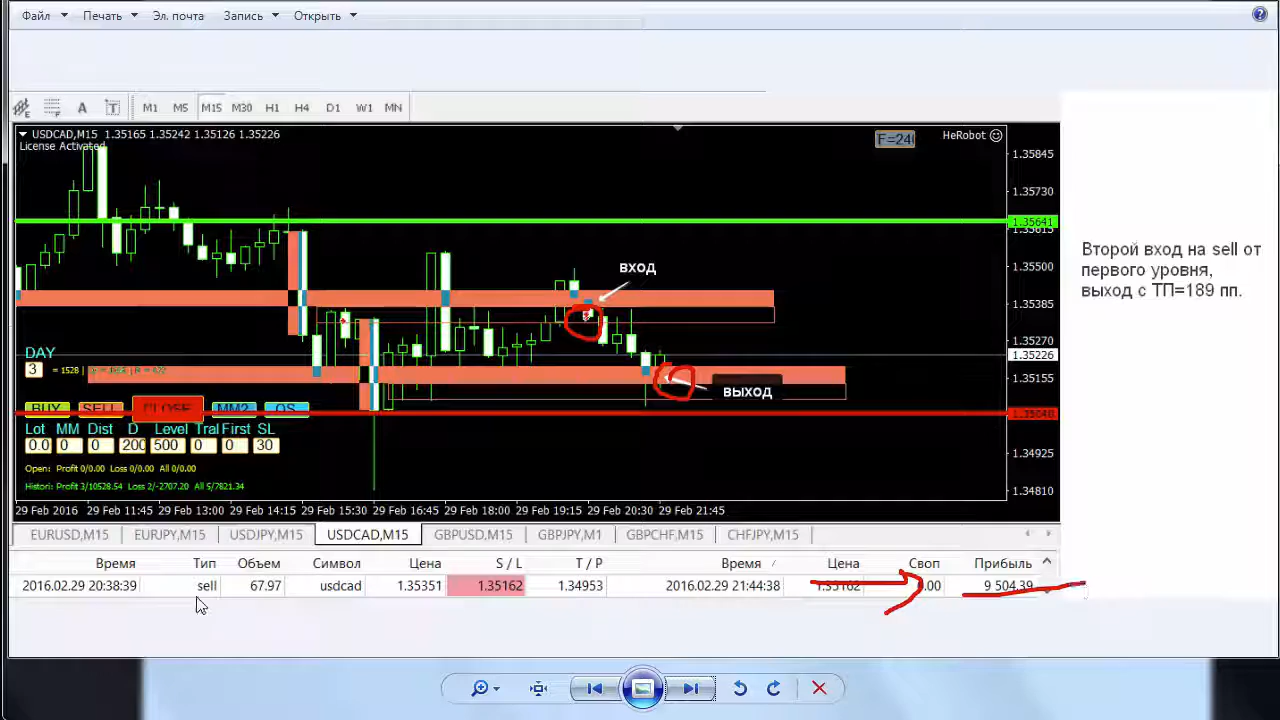 Файл Печать Эл. почта Запись Открыть
A T M1 M5 M15 M30 H1 H4 D1 W1 MN
USDCAD,M15 1.35165 1.35242 1.35126 1.35226
HeRobot
License Activated
1.35845
1.35730
1.35641
1.35615
Второй вход на sell от
первого уровня,
выход с ТП=189 пп.
ВХОД
1.35500
1.35385
1.35270
1.35226
DAY
3 = 1528 |
1.35155
ВЫХОД
BUY SELL CLOSE MM2 OS
Lot MM Dist D Level Tral First SL
0.0 0 0 200 500 0 0 30
1.34925
Open: Profit 0/0.00 Loss 0/0.00 All 0/0.00
Histori: Profit 3/10528.54 Loss 2/-2707.20 All 5/7821.34
1.34810
29 Feb 2016 29 Feb 11:45 29 Feb 13:00 29 Feb 14:15 29 Feb 15:30 29 Feb 16:45 29 Feb 18:00 29 Feb 19:15 29 Feb 20:30 29 Feb 21:45
EURUSD,M15 EURJPY,M15 USDJPY,M15 USDCAD,M15 GBPUSD,M15 GBPJPY,M1 GBPCHF,M15 CHFJPY,M15
Время Тип Объем Символ Цена S / L T / P Время Цена Своп Прибыль
2016.02.29 20:38:39 sell 67.97 usdcad 1.35351 1.35162 1.34953 2016.02.29 21:44:38 1.35162 0.00 9 504.39